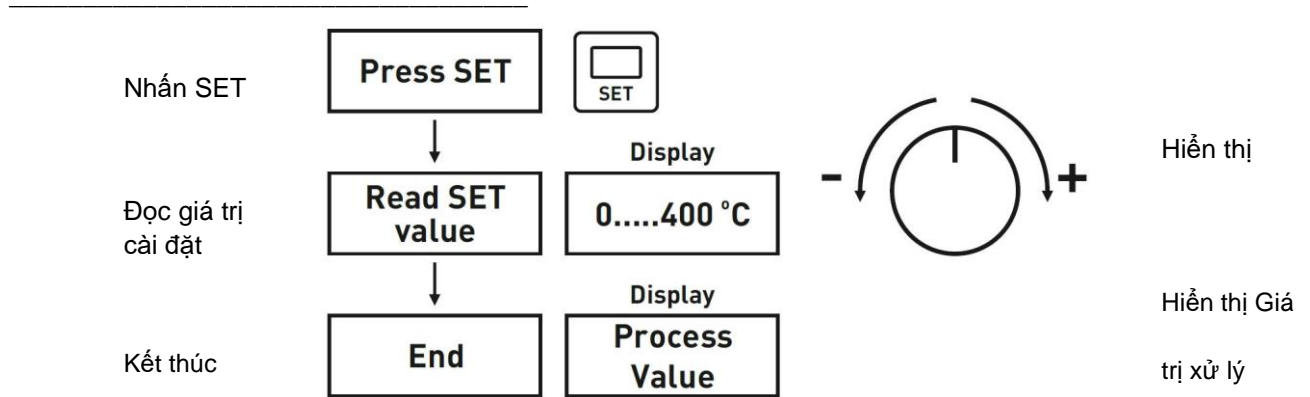 Nhấn SET
Press SET
SET
Display
Hiển thị
-
+
Đọc giá trị
cài đặt
Read SET
value
0.....400 °C
Display
Hiển thị Giá
trị xử lý
Kết thúc
End
Process
Value